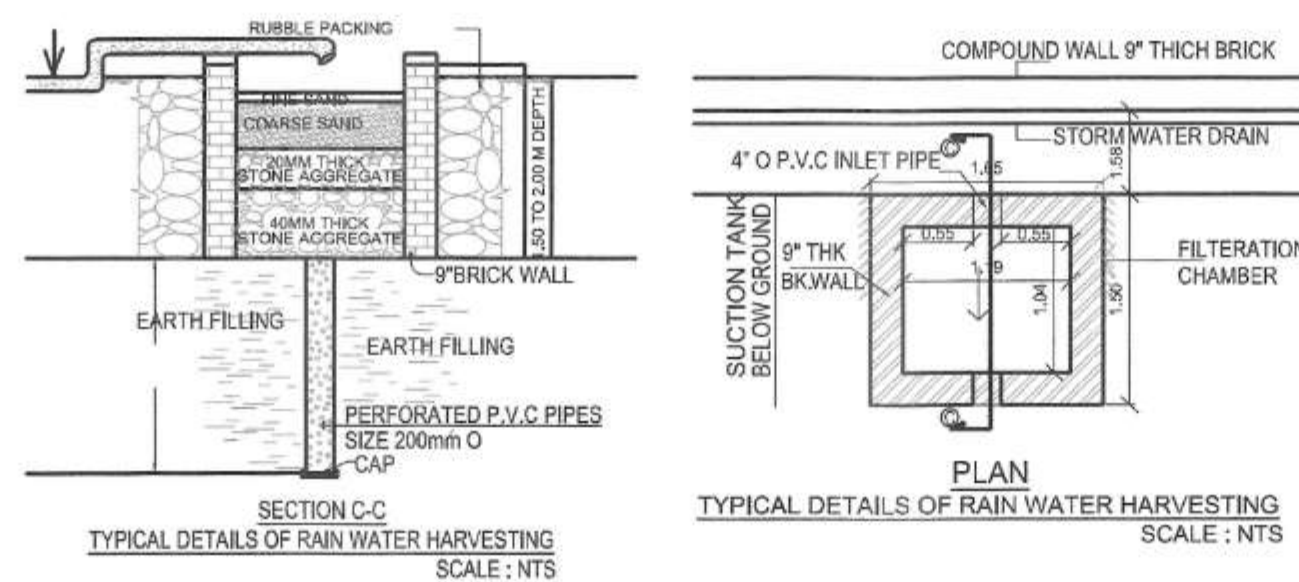 RUBBLE PACKING
FINE SAND
COARSE SAND
20MM THICK
STONE AGGREGATE
40MM THICK
STONE AGGREGATE
1.50 TO 2.00 M DEPTH
9"BRICK WALL
EARTH FILLING
EARTH FILLING
PERFORATED P.V.C PIPES
SIZE 200mm O
CAP
SECTION C-C
TYPICAL DETAILS OF RAIN WATER HARVESTING
SCALE : NTS
COMPOUND WALL 9" THICH BRICK
STORM WATER DRAIN
4" O P.V.C INLET PIPE
1.65
1.58
SUCTION TANK
BELOW GROUND
9" THK
BK.WALL
0.55
0.55
1.19
1.04
1.50
FILTERATION
CHAMBER
C
C
PLAN
TYPICAL DETAILS OF RAIN WATER HARVESTING
SCALE : NTS